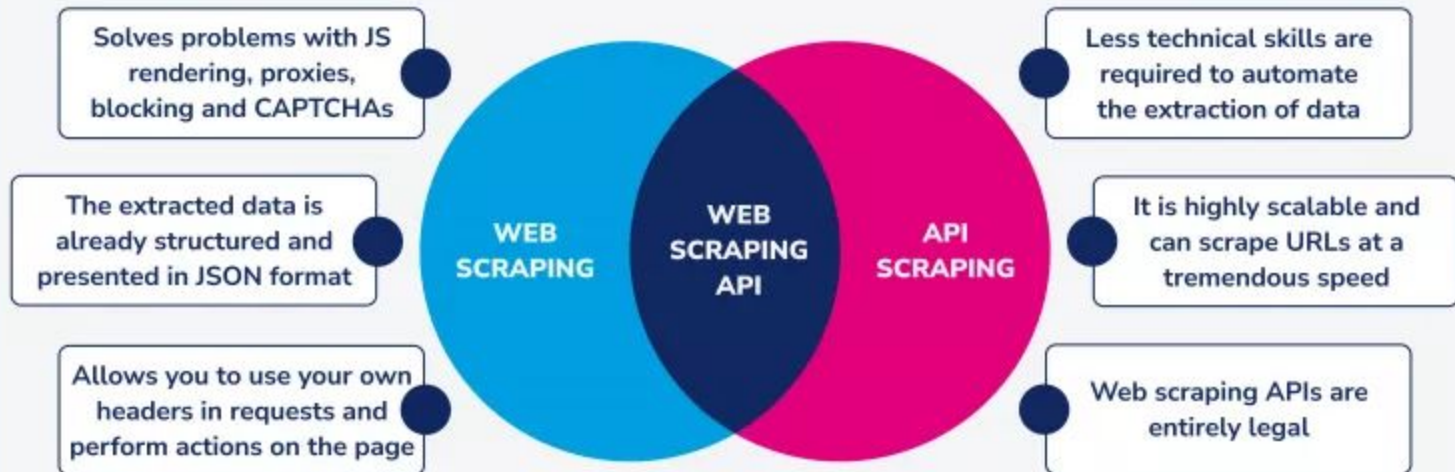 Solves problems with JS
rendering, proxies,
blocking and CAPTCHAs
The extracted data is
already structured and
presented in JSON format
Allows you to use your own
headers in requests and
perform actions on the page
WEB
SCRAPING
WEB
SCRAPING
API
API
SCRAPING
Less technical skills are
required to automate
the extraction of data
It is highly scalable and
can scrape URLs at a
tremendous speed
Web scraping APIs are
entirely legal